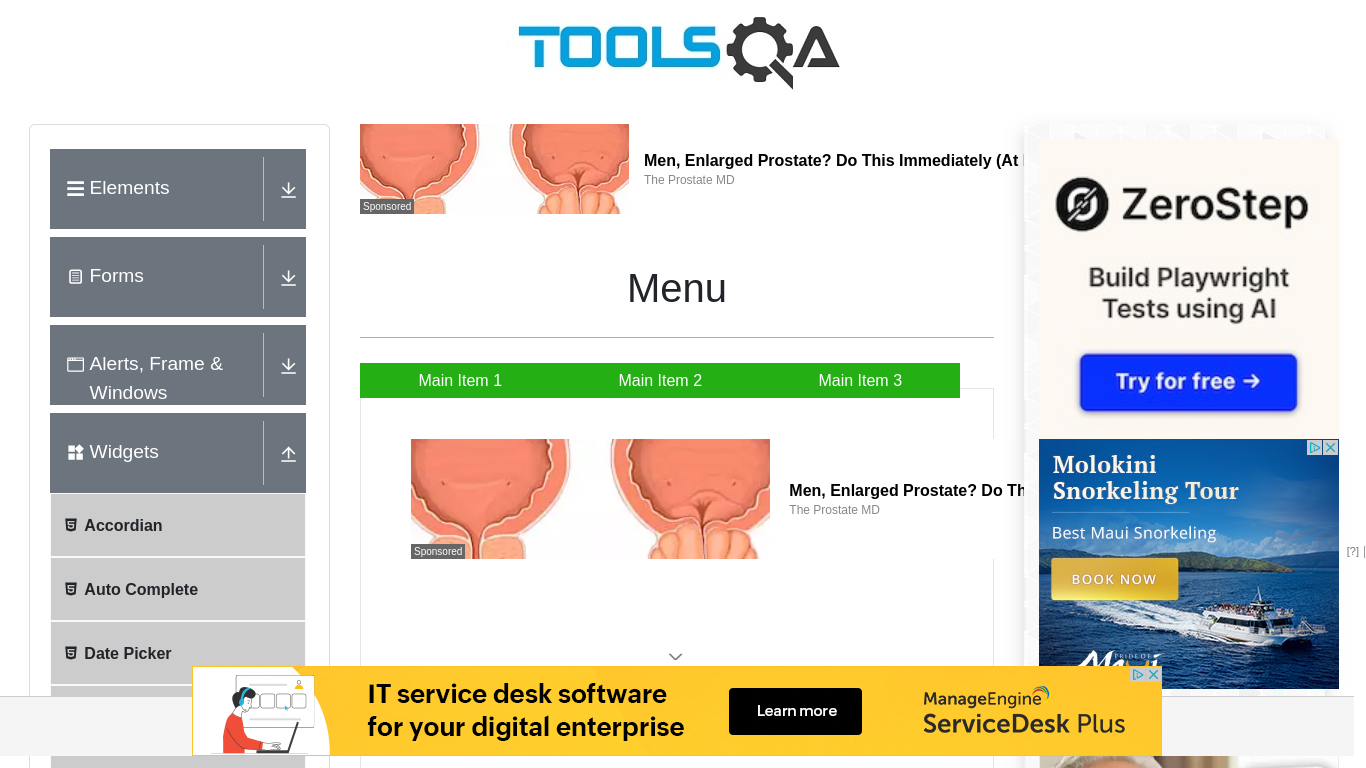 TOOLSQA
Elements
Forms
Alerts, Frame &
Windows
Widgets
Accordian
Auto Complete
Date Picker
Sponsored
Men, Enlarged Prostate? Do This Immediately (At
The Prostate MD
Menu
Main Item 1
Main Item 2
Main Item 3
Sponsored
Men, Enlarged Prostate? Do Th
The Prostate MD
ZeroStep
Build Playwright
Tests using AI
Try for free →
Molokini
Snorkeling Tour
Best Maui Snorkeling
BOOK NOW
PRIDE OF
Maui
[?]
IT service desk software
for your digital enterprise
Learn more
ManageEngine
ServiceDesk Plus